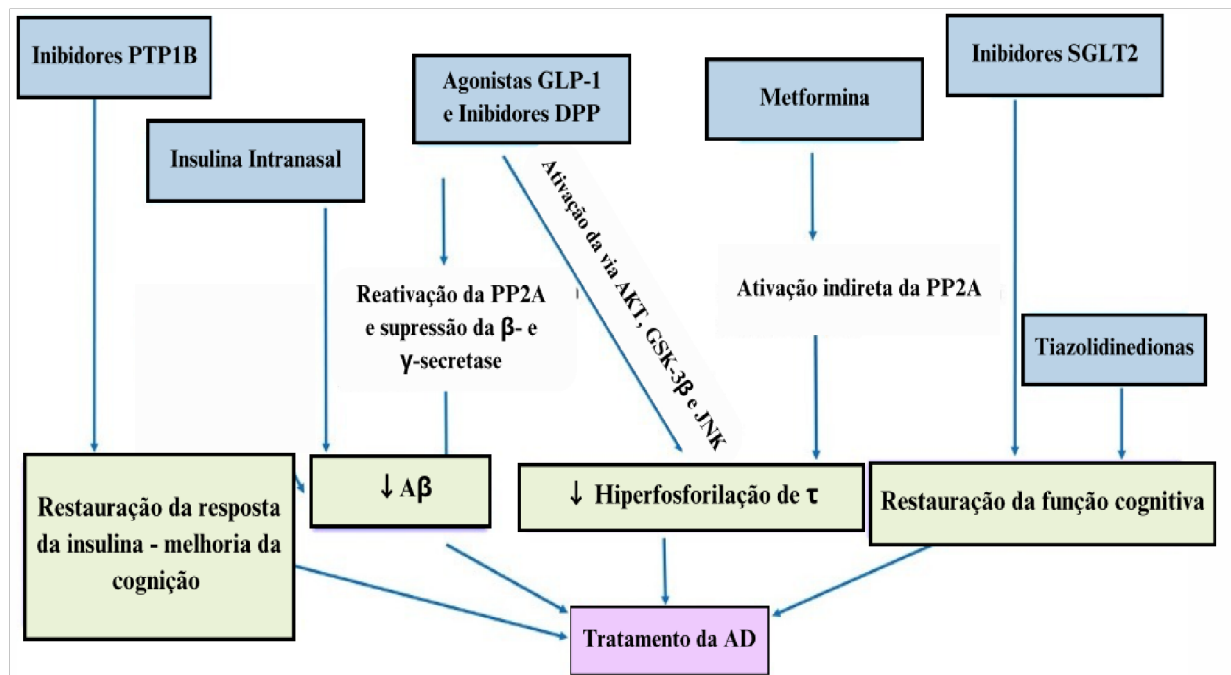 Inibidores PTP1B
Insulina Intranasal
Agonistas GLP-1
e Inibidores DPP
Metformina
Inibidores SGLT2
Reativação da PP2A
e supressão da β- e
γ-secretase
Ativação da via AKT, GSK-3β e JNK
Ativação indireta da PP2A
Tiazolidinedionas
Restauração da resposta
da insulina - melhoria da
cognição
↓ Aβ
↓ Hiperfosforilação de τ
Restauração da função cognitiva
Tratamento da AD